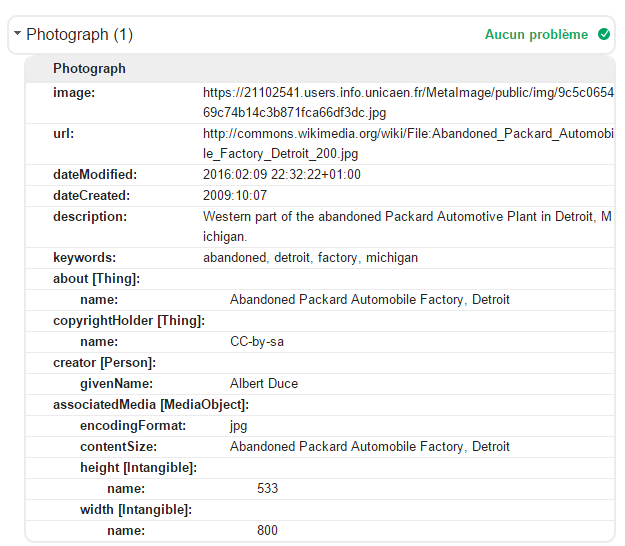 Photograph (1) Aucun problème
Photograph
image: https://21102541.users.info.unicaen.fr/MetaImage/public/img/9c5c0654
69c74b14c3b871fca66df3dc.jpg
url: http://commons.wikimedia.org/wiki/File:Abandoned_Packard_Automobi
le_Factory_Detroit_200.jpg
dateModified: 2016:02:09 22:32:22+01:00
dateCreated: 2009:10:07
description: Western part of the abandoned Packard Automotive Plant in Detroit, M
ichigan.
keywords: abandoned, detroit, factory, michigan
about [Thing]:
name: Abandoned Packard Automobile Factory, Detroit
copyrightHolder [Thing]:
name: CC-by-sa
creator [Person]:
givenName: Albert Duce
associatedMedia [MediaObject]:
encodingFormat: jpg
contentSize: Abandoned Packard Automobile Factory, Detroit
height [Intangible]:
name: 533
width [Intangible]:
name: 800